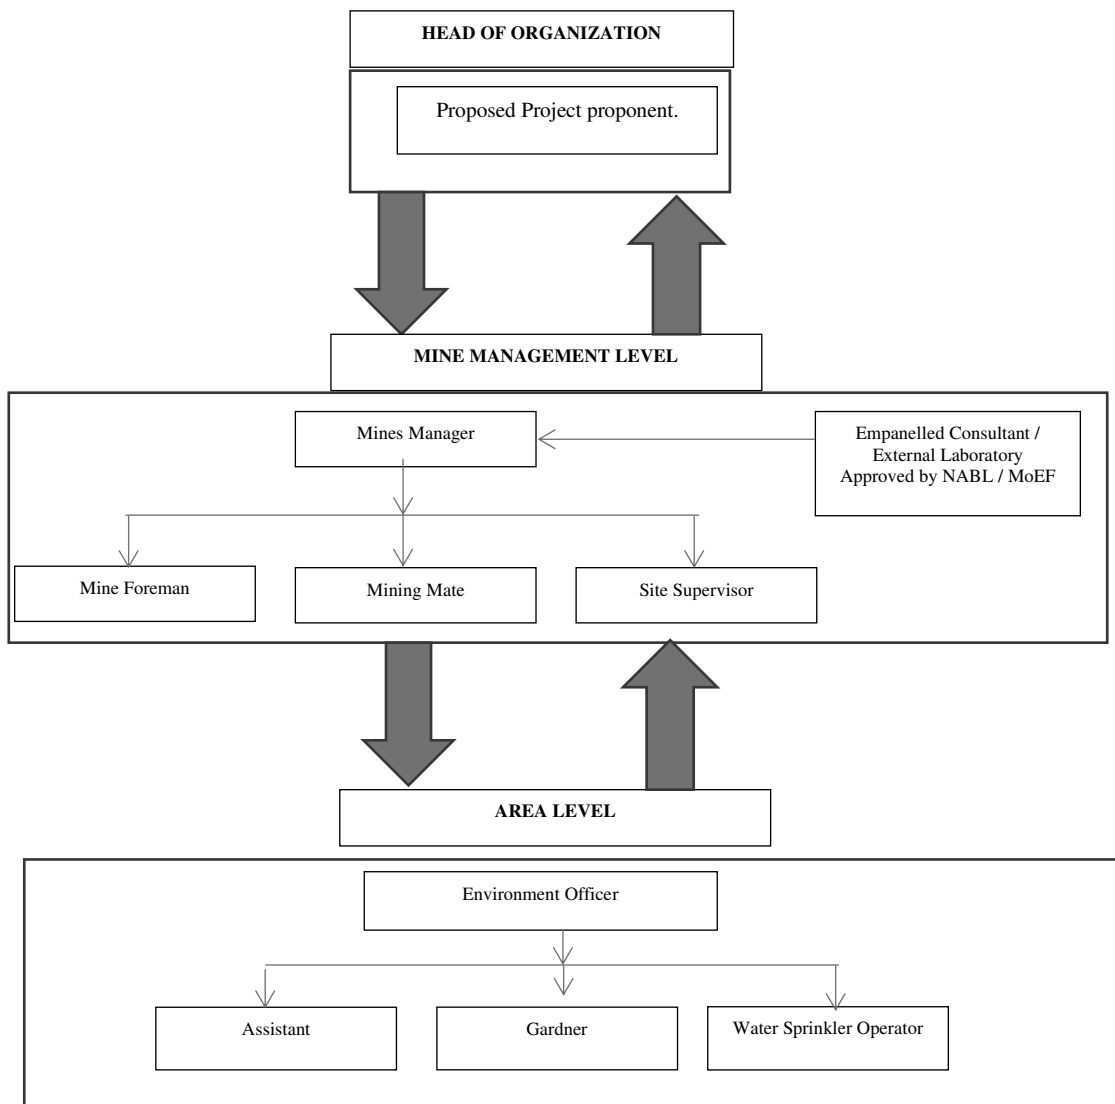 HEAD OF ORGANIZATION
Proposed Project proponent.
MINE MANAGEMENT LEVEL
Mines Manager
Empanelled Consultant /
External Laboratory
Approved by NABL / MoEF
Mine Foreman
Mining Mate
Site Supervisor
AREA LEVEL
Environment Officer
Assistant
Gardner
Water Sprinkler Operator